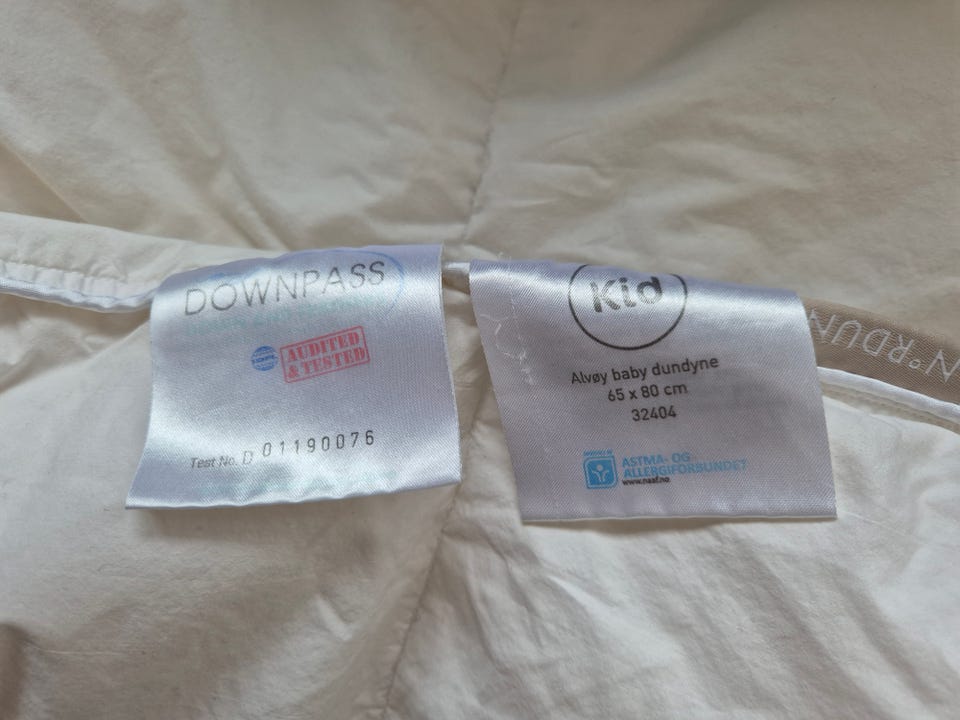 DOWNPASS
AUDITED
& TESTED
Test No. D 01190076
Kid
Alvøy baby dundyne
65 x 80 cm
32404
ASTMA- OG
ALLERGIFORBUNDET
www.naaf.no
N°RDUN